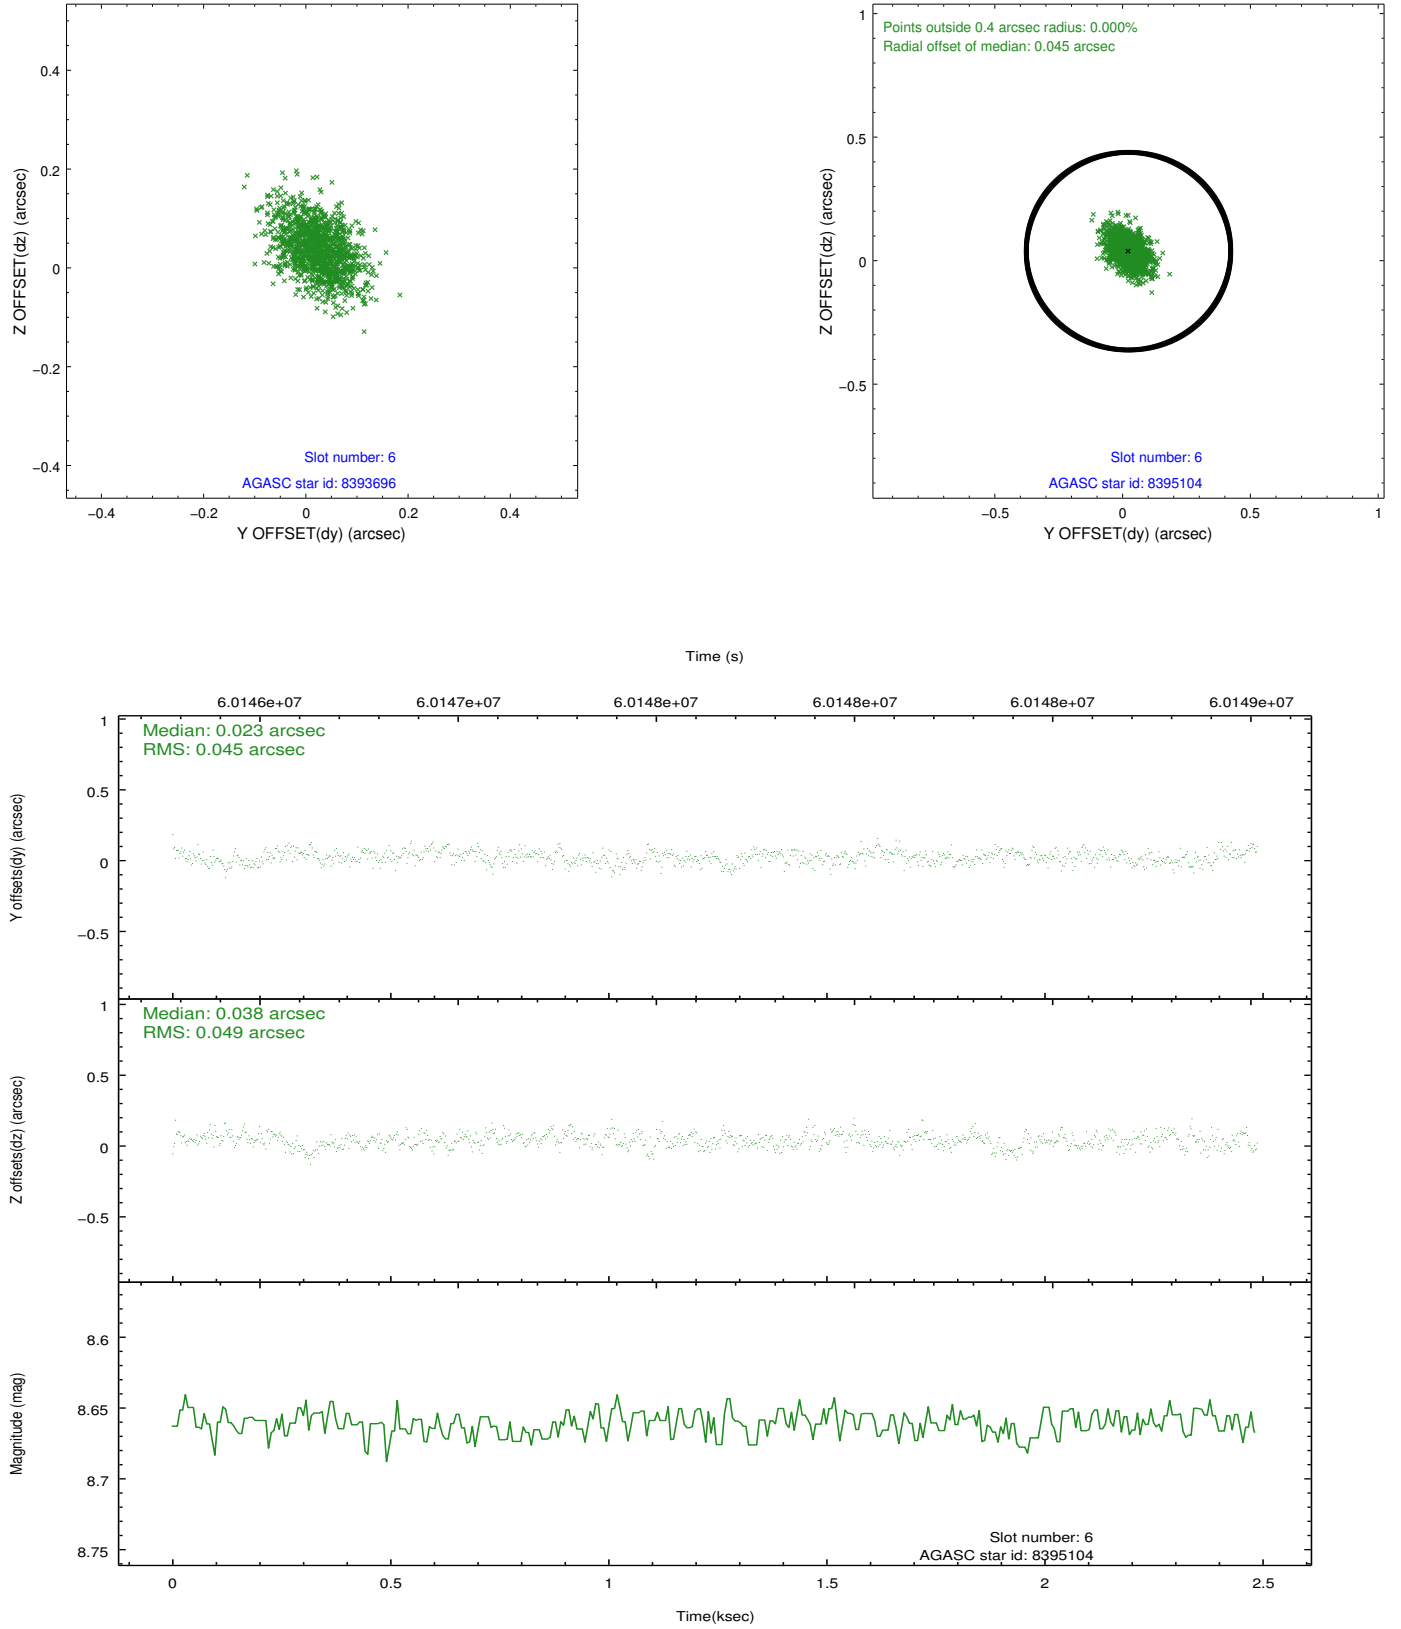 0.4
0.2
0
−0.2
−0.4
Z OFFSET(dz) (arcsec)
Slot number: 6
AGASC star id: 8393696
−0.4 −0.2 0 0.2 0.4
Y OFFSET(dy) (arcsec)
Points outside 0.4 arcsec radius: 0.000%
Radial offset of median: 0.045 arcsec
1
0.5
0
−0.5
Z OFFSET(dz) (arcsec)
Slot number: 6
AGASC star id: 8395104
−0.5 0 0.5 1
Y OFFSET(dy) (arcsec)
Time (s)
6.0146e+07 6.0147e+07 6.0148e+07 6.0148e+07 6.0148e+07 6.0149e+07
Median: 0.023 arcsec
RMS: 0.045 arcsec
1
0.5
0
−0.5
Y offsets(dy) (arcsec)
Median: 0.038 arcsec
RMS: 0.049 arcsec
1
0.5
0
−0.5
Z offsets(dz) (arcsec)
8.6
8.65
8.7
8.75
Magnitude (mag)
Slot number: 6
AGASC star id: 8395104
0 0.5 1 1.5 2 2.5
Time(ksec)